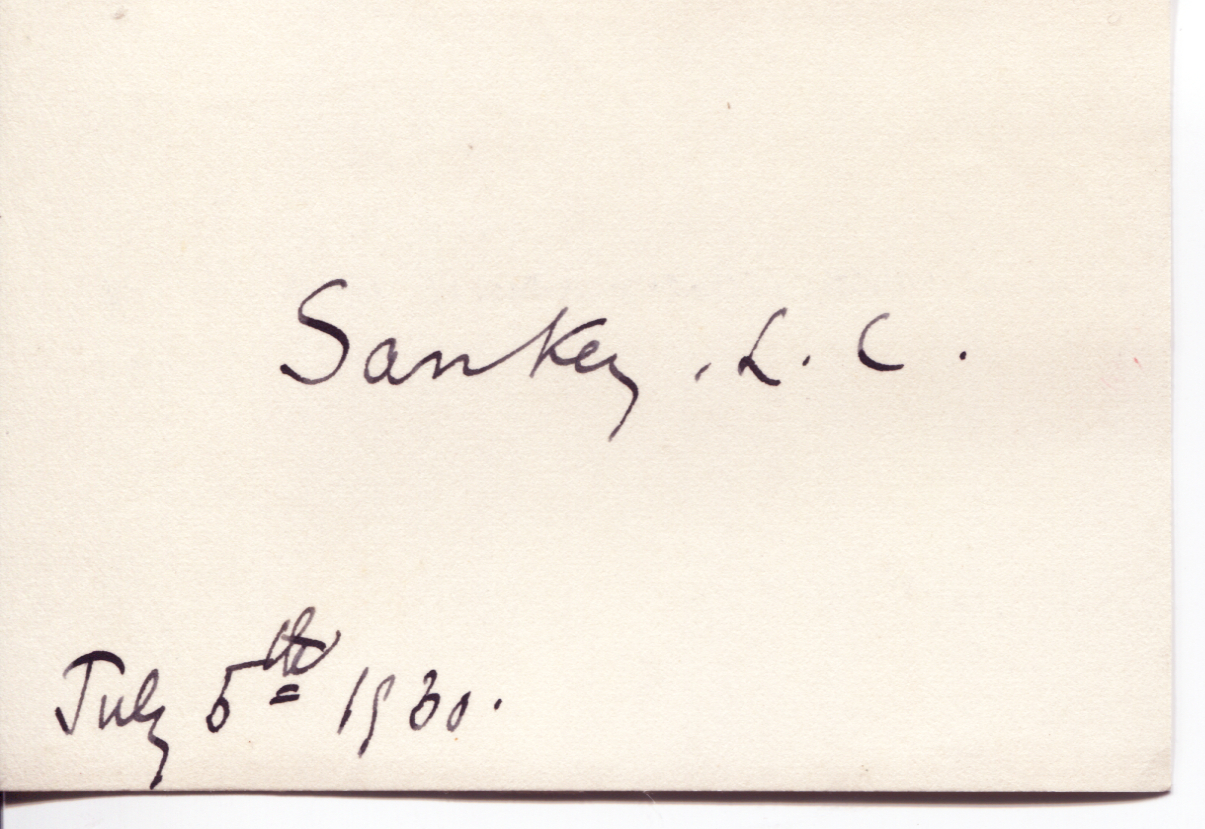 Sankey, L. C.
July 5th 1930.